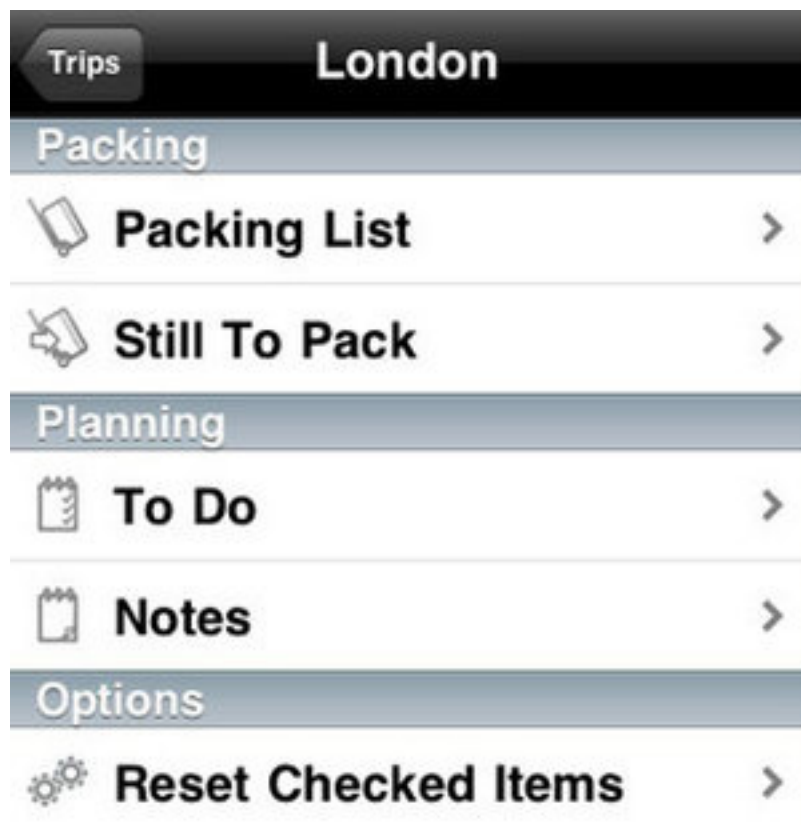 Trips
London
Packing
Packing List
Still To Pack
Planning
To Do
Notes
Options
Reset Checked Items